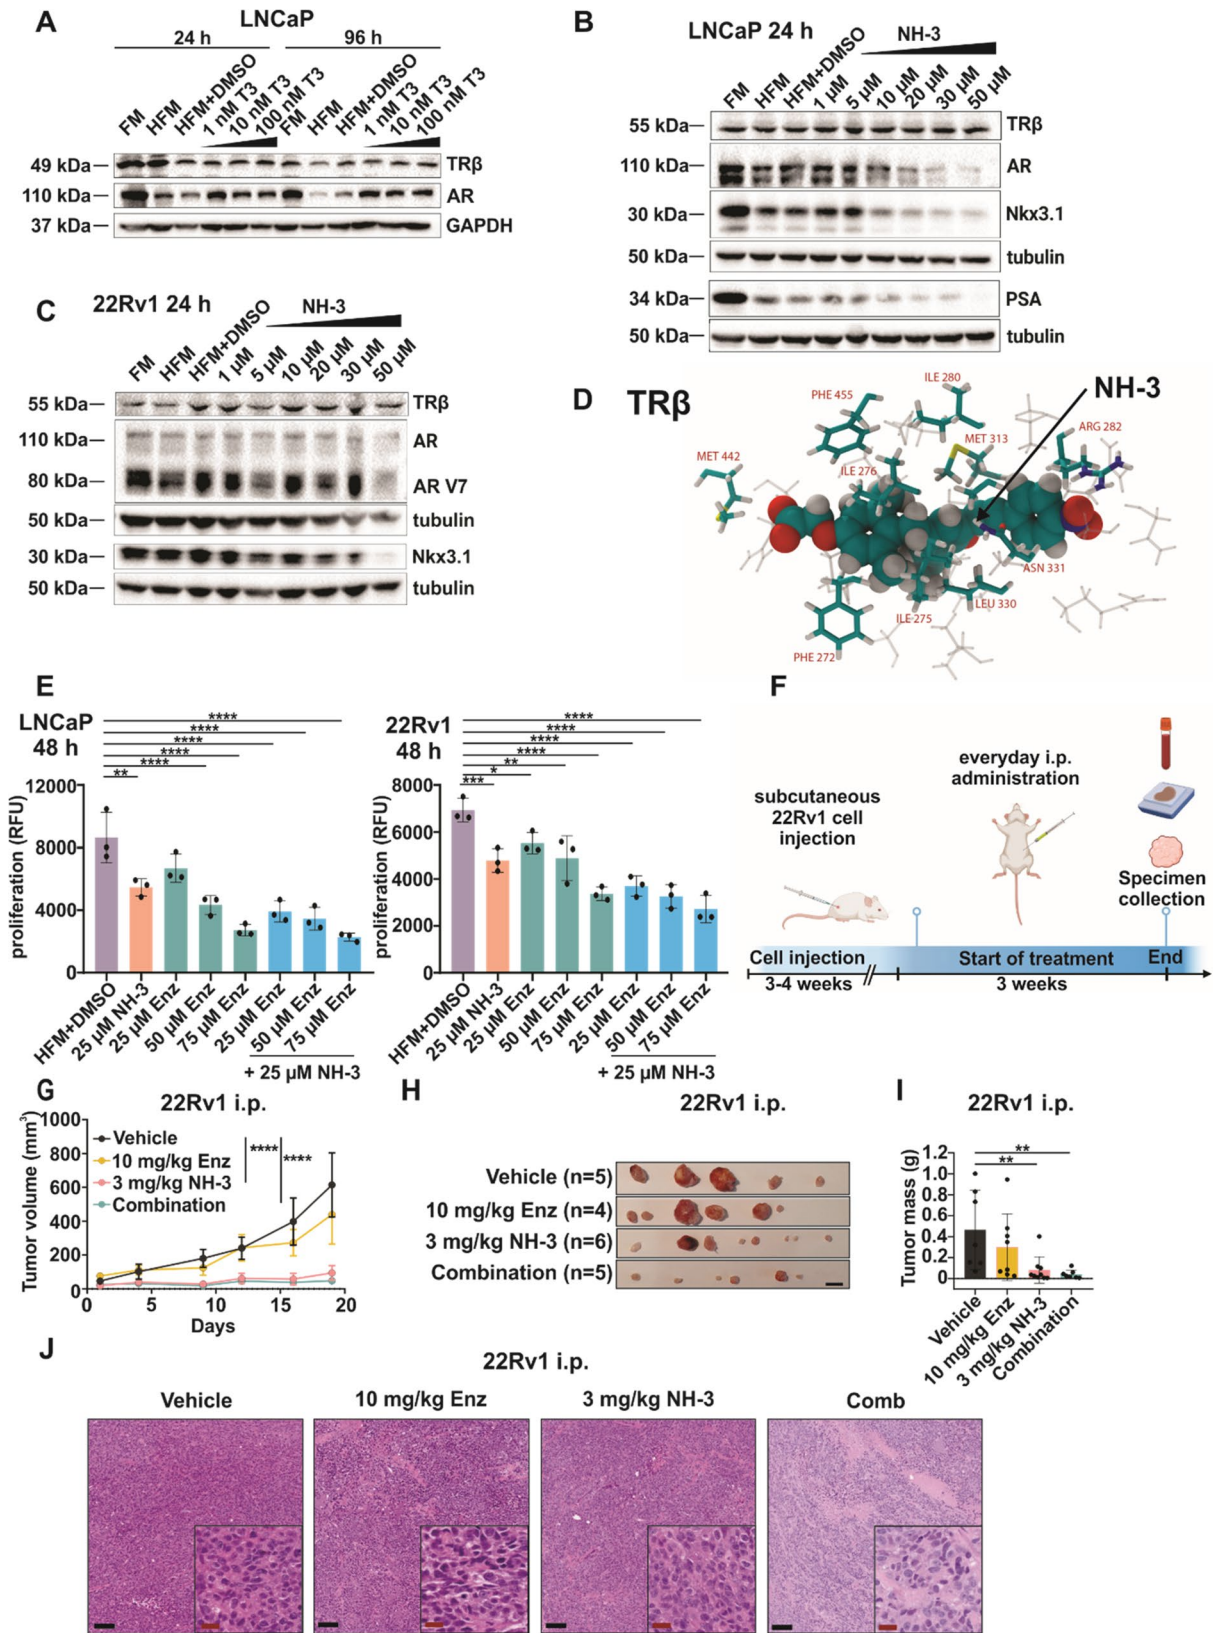 A
LNCaP
24 h
96 h
FM
HFM
HFM+DMSO
1 nM T3
10 nM T3
100 nM T3
FM
HFM
HFM+DMSO
1 nM T3
10 nM T3
100 nM T3
49 kDa
TRβ
110 kDa
AR
37 kDa
GAPDH
B
LNCaP 24 h
NH-3
FM
HFM
HFM+DMSO
1 µM
5 µM
10 µM
20 µM
30 µM
50 µM
55 kDa
TRβ
110 kDa
AR
30 kDa
Nkx3.1
50 kDa
tubulin
34 kDa
PSA
50 kDa
tubulin
C
22Rv1 24 h
NH-3
FM
HFM
HFM+DMSO
1 µM
5 µM
10 µM
20 µM
30 µM
50 µM
55 kDa
TRβ
110 kDa
AR
80 kDa
AR V7
50 kDa
tubulin
30 kDa
Nkx3.1
50 kDa
tubulin
D
TRβ
NH-3
PHE 455
ILE 280
MET 442
ILE 276
MET 313
ARG 282
ASN 331
LEU 330
ILE 275
PHE 272
E
LNCaP
48 h
****
****
****
****
****
**
12000
8000
4000
0
proliferation (RFU)
HFM+DMSO
25 µM NH-3
25 µM Enz
50 µM Enz
75 µM Enz
25 µM Enz
50 µM Enz
75 µM Enz
+ 25 µM NH-3
22Rv1
48 h
****
****
****
****
**
*
***
8000
6000
4000
2000
0
proliferation (RFU)
HFM+DMSO
25 µM NH-3
25 µM Enz
50 µM Enz
75 µM Enz
25 µM Enz
50 µM Enz
75 µM Enz
+ 25 µM NH-3
F
subcutaneous
22Rv1 cell
injection
everyday i.p.
administration
Specimen
collection
Cell injection
Start of treatment
End
3-4 weeks
3 weeks
G
22Rv1 i.p.
Tumor volume (mm³)
1000
800
600
400
200
0
Vehicle
10 mg/kg Enz
3 mg/kg NH-3
Combination
****
****
0
5
10
15
20
Days
H
22Rv1 i.p.
Vehicle (n=5)
10 mg/kg Enz (n=4)
3 mg/kg NH-3 (n=6)
Combination (n=5)
I
22Rv1 i.p.
**
**
Tumor mass (g)
1.2
1.0
0.8
0.6
0.4
0.2
0
Vehicle
10 mg/kg Enz
3 mg/kg NH-3
Combination
J
22Rv1 i.p.
Vehicle
10 mg/kg Enz
3 mg/kg NH-3
Comb